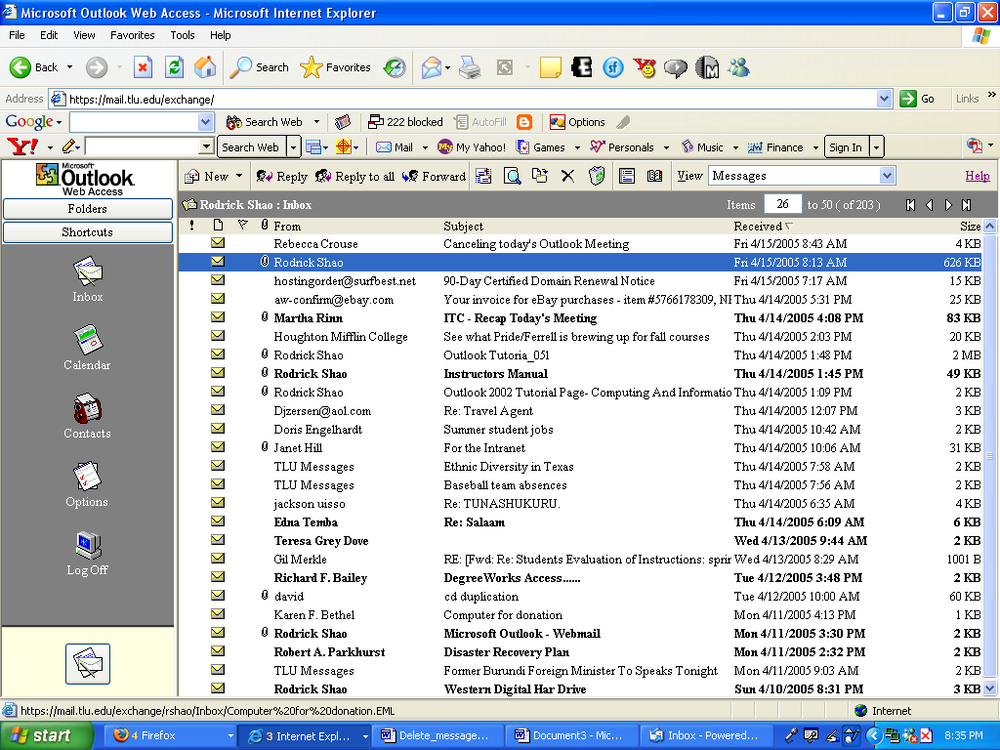 Microsoft Outlook Web Access - Microsoft Internet Explorer
File Edit View Favorites Tools Help
Back Search Favorites
Address https://mail.tlu.edu/exchange/ Go Links »
Google Search Web 222 blocked AutoFill Options
Y! Search Web Mail My Yahoo! Games Personals Music Finance Sign In
Microsoft Outlook Web Access
New Reply Reply to all Forward View Messages Help
Folders
Shortcuts
Inbox
Calendar
Contacts
Options
Log Off
Rodrick Shao : Inbox Items 26 to 50 ( of 203 )
! From Subject Received Size
Rebecca Crouse Canceling today's Outlook Meeting Fri 4/15/2005 8:43 AM 4 KB
Rodrick Shao Fri 4/15/2005 8:13 AM 626 KB
hostingorder@surfbest.net 90-Day Certified Domain Renewal Notice Fri 4/15/2005 7:17 AM 15 KB
aw-confirm@ebay.com Your invoice for eBay purchases - item #5766178309, Thu 4/14/2005 5:31 PM 25 KB
Martha Rinn ITC - Recap Today's Meeting Thu 4/14/2005 4:08 PM 83 KB
Houghton Mifflin College See what Pride/Ferrell is brewing up for fall courses Thu 4/14/2005 2:03 PM 20 KB
Rodrick Shao Outlook Tutoria_05l Thu 4/14/2005 1:48 PM 2 MB
Rodrick Shao Instructors Manual Thu 4/14/2005 1:45 PM 49 KB
Rodrick Shao Outlook 2002 Tutorial Page- Computing And Informatio Thu 4/14/2005 1:09 PM 2 KB
Djzersen@aol.com Re: Travel Agent Thu 4/14/2005 12:07 PM 3 KB
Doris Engelhardt Summer student jobs Thu 4/14/2005 10:42 AM 2 KB
Janet Hill For the Intranet Thu 4/14/2005 10:06 AM 31 KB
TLU Messages Ethnic Diversity in Texas Thu 4/14/2005 7:58 AM 2 KB
TLU Messages Baseball team absences Thu 4/14/2005 7:56 AM 2 KB
jackson uisso Re: TUNASHUKURU. Thu 4/14/2005 6:35 AM 4 KB
Edna Temba Re: Salaam Thu 4/14/2005 6:09 AM 6 KB
Teresa Grey Dove Wed 4/13/2005 9:44 AM 2 KB
Gil Merkle RE: [Fwd: Re: Students Evaluation of Instructions: sprin Wed 4/13/2005 8:29 AM 1001 B
Richard F. Bailey DegreeWorks Access...... Tue 4/12/2005 3:48 PM 2 KB
david cd duplication Tue 4/12/2005 10:00 AM 60 KB
Karen F. Bethel Computer for donation Mon 4/11/2005 4:13 PM 1 KB
Rodrick Shao Microsoft Outlook - Webmail Mon 4/11/2005 3:30 PM 2 KB
Robert A. Parkhurst Disaster Recovery Plan Mon 4/11/2005 2:32 PM 2 KB
TLU Messages Former Burundi Foreign Minister To Speaks Tonight Mon 4/11/2005 9:03 AM 2 KB
Rodrick Shao Western Digital Har Drive Sun 4/10/2005 8:31 PM 3 KB
https://mail.tlu.edu/exchange/rshao/Inbox/Computer%20for%20donation.EML Internet
start 4 Firefox 3 Internet Expl... Delete_message... Document3 - Mic... Inbox - Powered... 8:35 PM